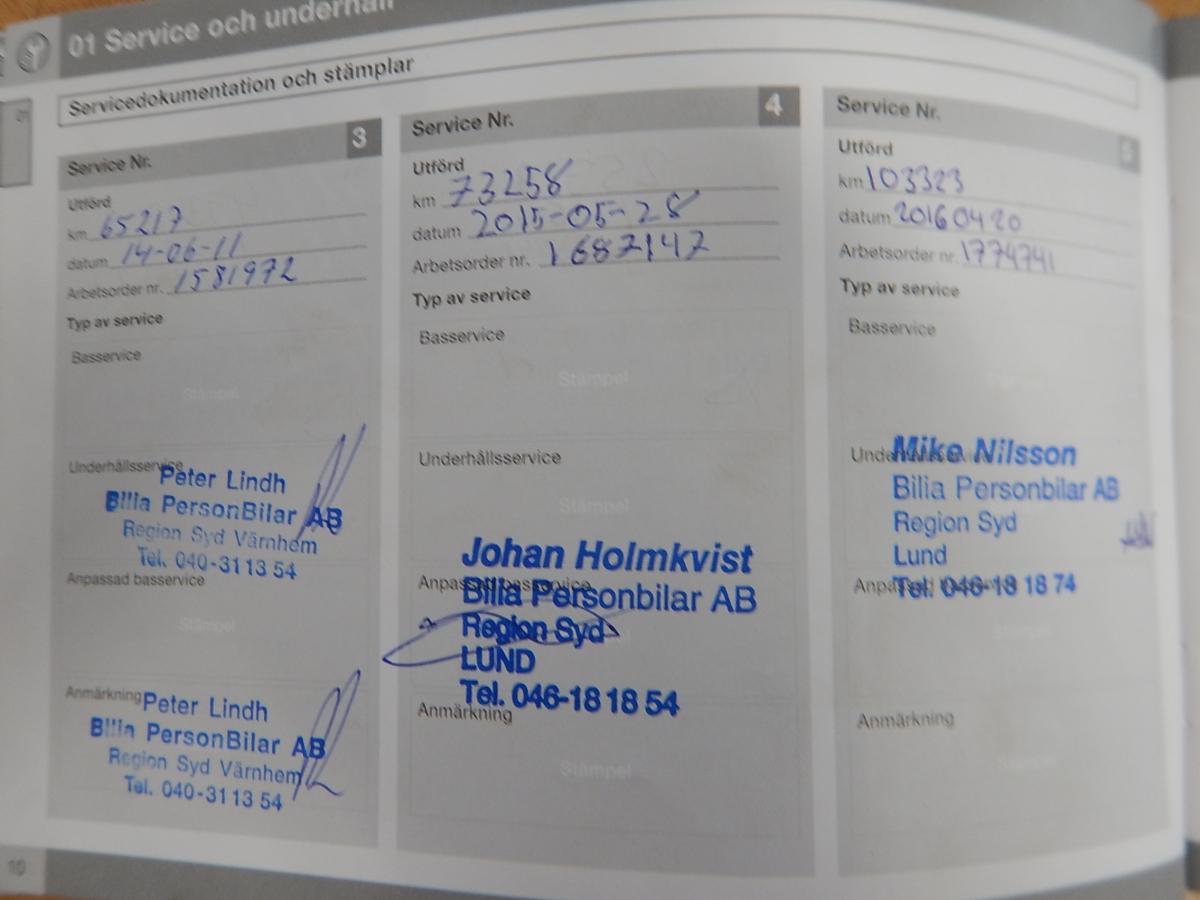 01 Service och underhåll
Servicedokumentation och stämplar
01
Service Nr. 3
Utförd
km 65217
datum 14-06-11
Arbetsorder nr. 1581972
Typ av service
Basservice
Stämpel
Underhållsservice
Peter Lindh
Bilia PersonBilar AB
Region Syd Värnhem
Tel. 040-31 13 54
Anpassad basservice
Stämpel
Anmärkning
Peter Lindh
Bilia PersonBilar AB
Region Syd Värnhem
Tel. 040-31 13 54
Service Nr. 4
Utförd
km 73258
datum 2015-05-28
Arbetsorder nr. 1687147
Typ av service
Basservice
Stämpel
Underhållsservice
Stämpel
Johan Holmkvist
Anpassad basservice
Bilia Personbilar AB
Region Syd
LUND
Tel. 046-18 18 54
Anmärkning
Stämpel
Service Nr. 5
Utförd
km 103323
datum 20160420
Arbetsorder nr. 1774741
Typ av service
Basservice
Mike Nilsson
Bilia Personbilar AB
Region Syd
Lund
Tel. 046-18 18 74
Anmärkning
10